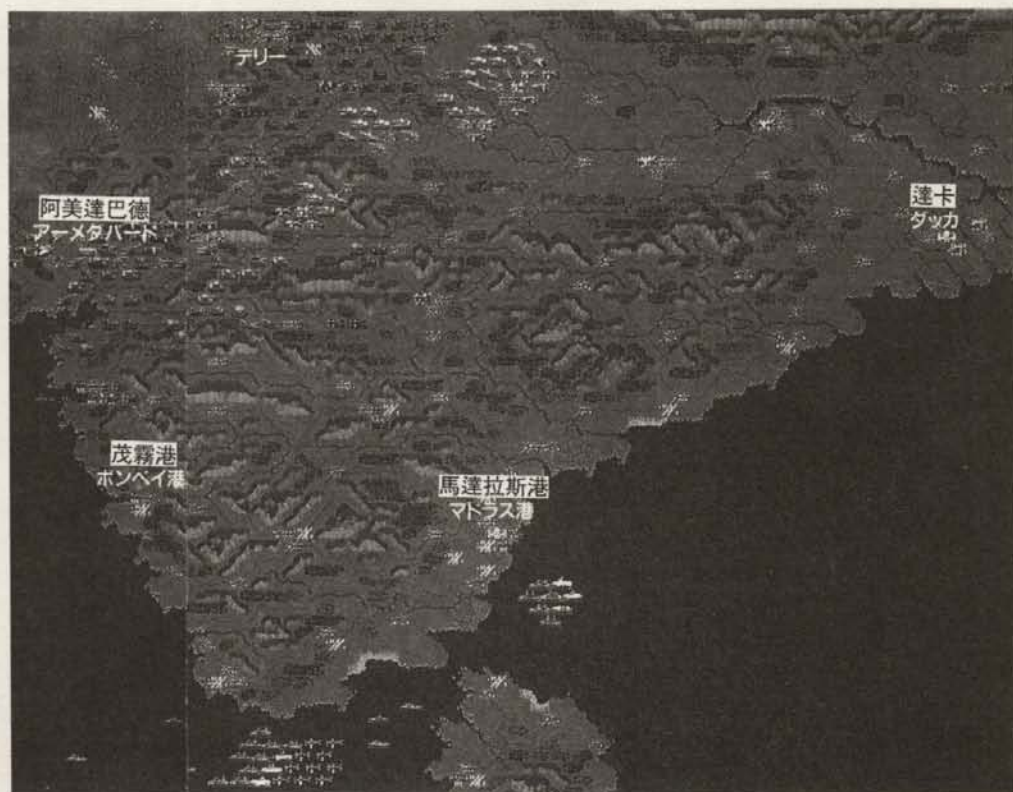 デリー
阿美達巴德
アーメタバード
達卡
ダッカ
茂霧港
ボンベイ港
馬達拉斯港
マドラス港